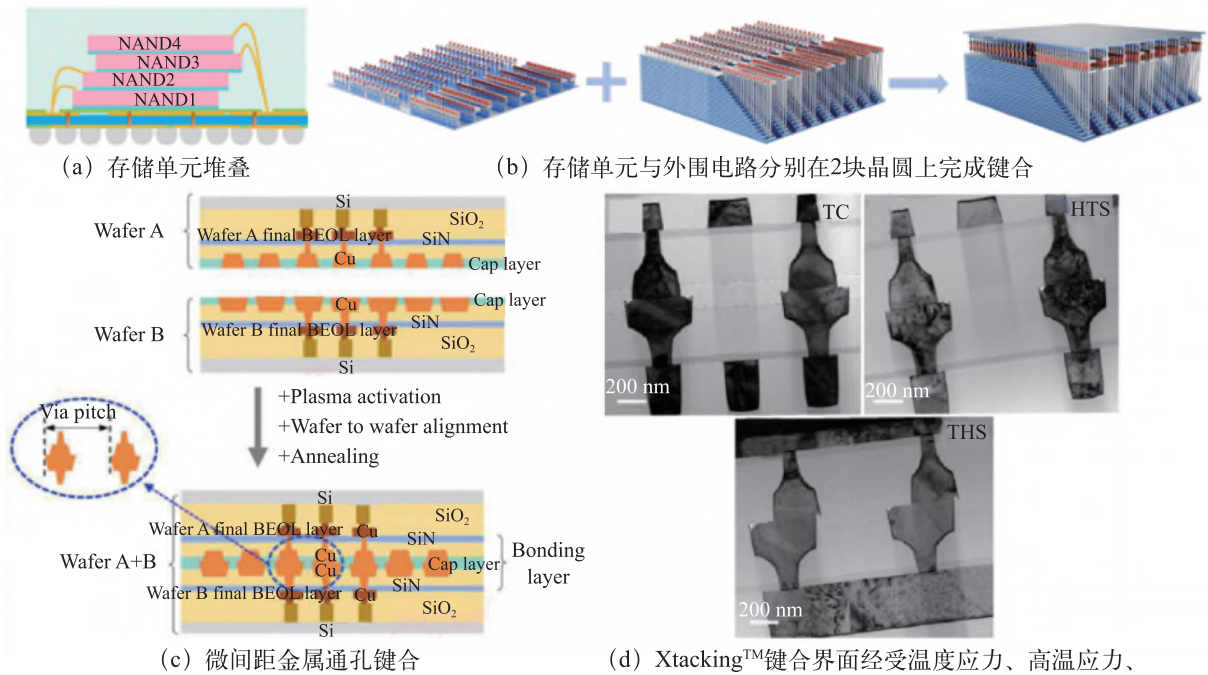 NAND4
NAND3
NAND2
NAND1
(a) 存储单元堆叠
(b) 存储单元与外围电路分别在2块晶圆上完成键合
Wafer A
Si
SiO2
Wafer A final BEOL layer
SiN
Cu
Cap layer
Wafer B
Cu
Cap layer
SiN
Wafer B final BEOL layer
SiO2
Si
+Plasma activation
+Wafer to wafer alignment
+Annealing
Via pitch
Wafer A+B
Si
SiO2
Wafer A final BEOL layer
Cu
SiN
Cu
Cu
Cap layer
Bonding
layer
SiN
Wafer B final BEOL layer
Cu
SiO2
Si
(c) 微间距金属通孔键合
TC
200 nm
HTS
200 nm
THS
200 nm
(d) Xtacking™键合界面经受温度应力、高温应力、